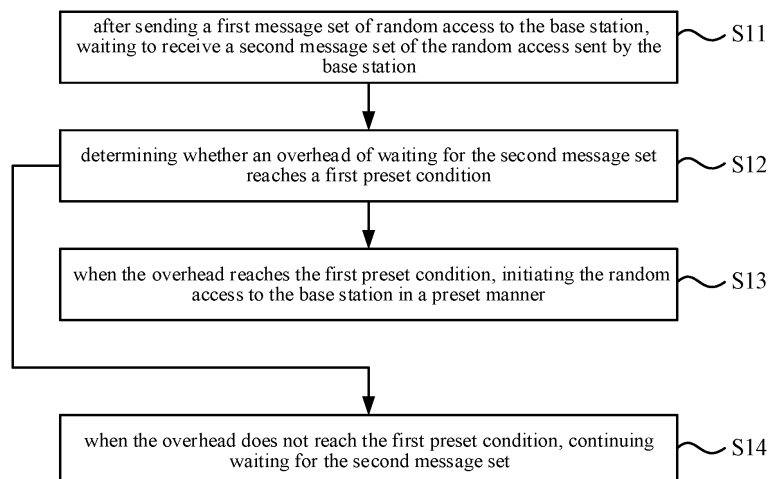 after sending a first message set of random access to the base station,
waiting to receive a second message set of the random access sent by the
base station
S11
determining whether an overhead of waiting for the second message set
reaches a first preset condition
S12
when the overhead reaches the first preset condition, initiating the random
access to the base station in a preset manner
S13
when the overhead does not reach the first preset condition, continuing
waiting for the second message set
S14